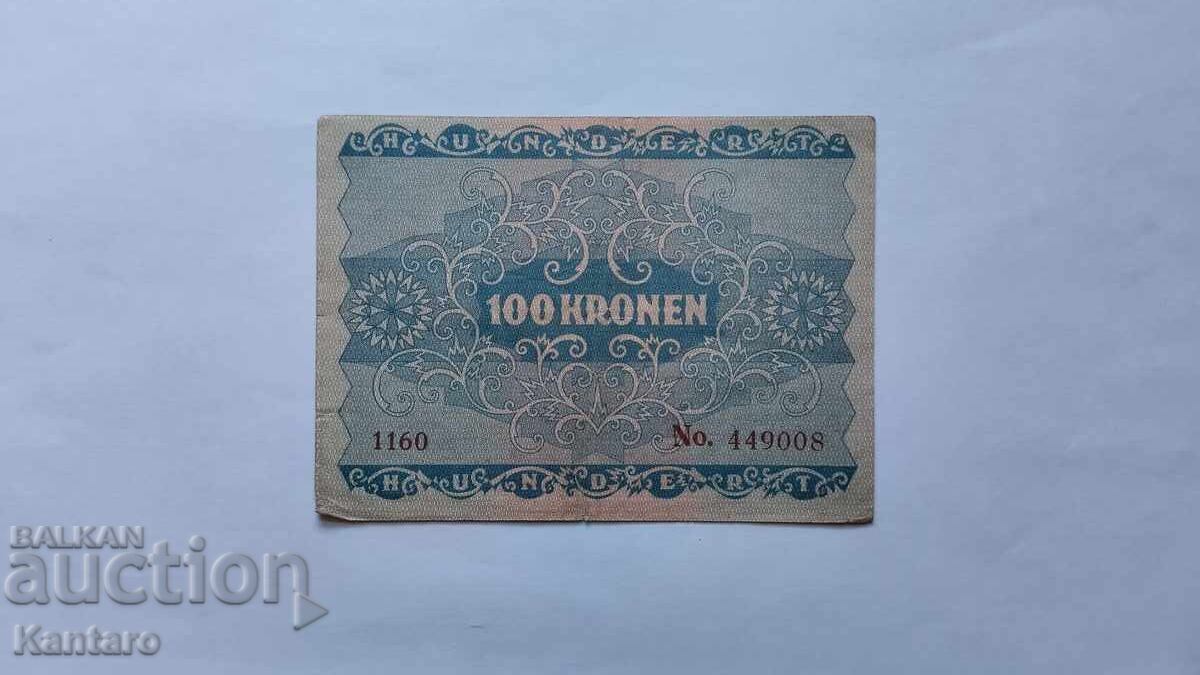 HUNDERT
100 KRONEN
1160 No. 449008
HUNDERT
BALKAN
auction
Kantaro